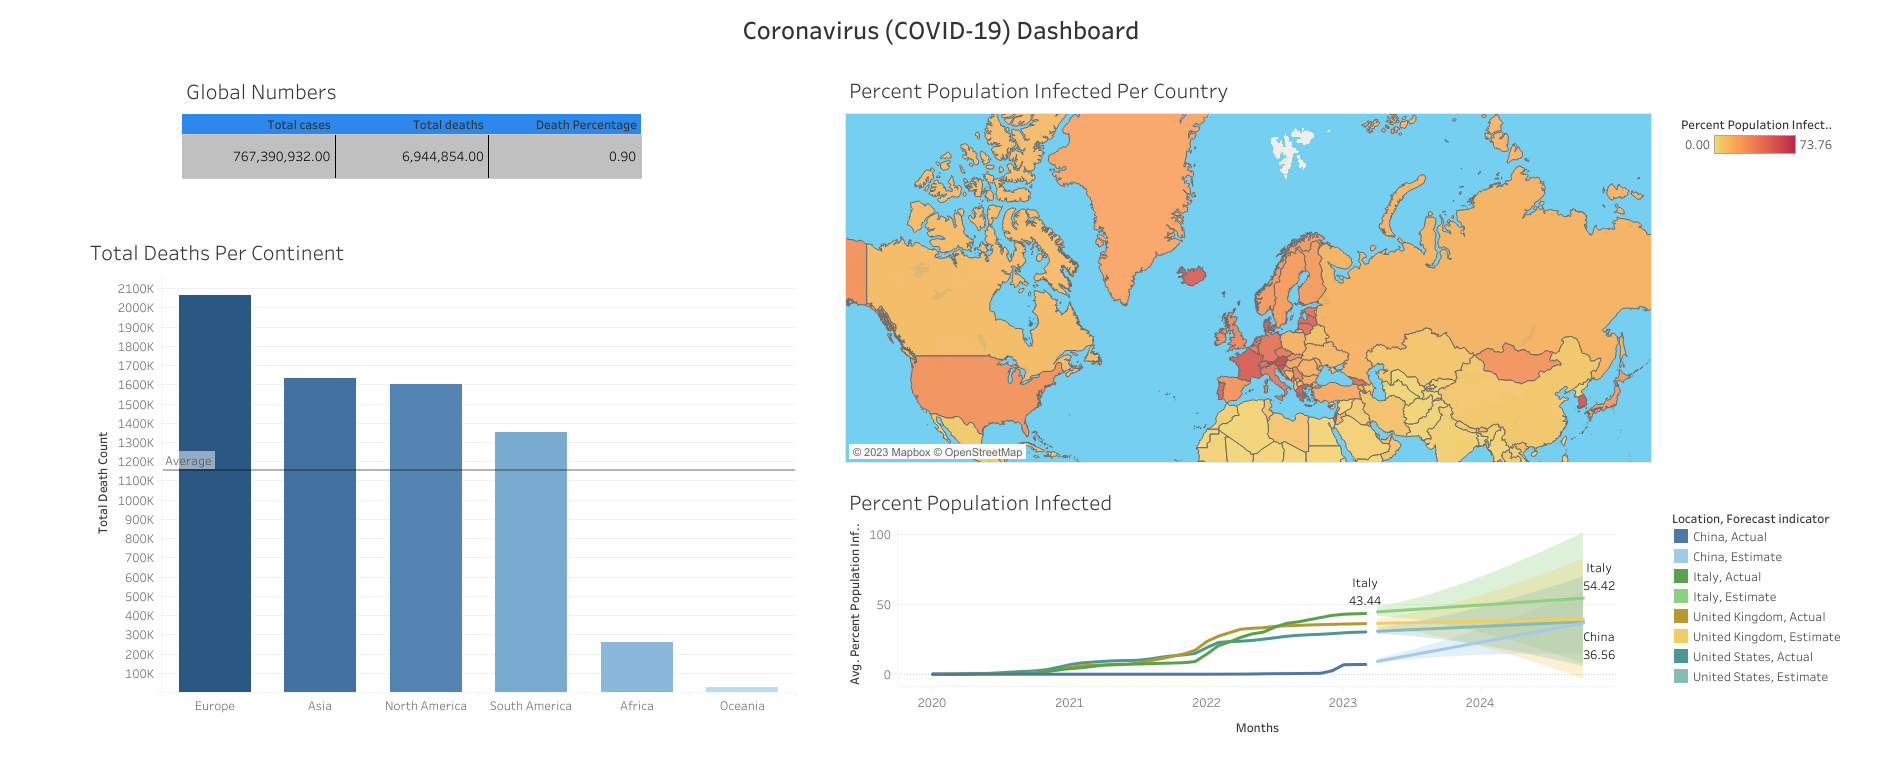 Coronavirus (COVID-19) Dashboard
Global Numbers
Total cases Total deaths Death Percentage
767,390,932.00 6,944,854.00 0.90
Total Deaths Per Continent
Total Death Count
2100K
2000K
1900K
1800K
1700K
1600K
1500K
1400K
1300K
1200K
1100K
1000K
900K
800K
700K
600K
500K
400K
300K
200K
100K
Average
Europe Asia North America South America Africa Oceania
Percent Population Infected Per Country
© 2023 Mapbox © OpenStreetMap
Percent Population Infect..
0.00 73.76
Percent Population Infected
Avg. Percent Population Inf..
100
50
0
Italy
43.44
Italy
54.42
China
36.56
2020 2021 2022 2023 2024
Months
Location, Forecast indicator
China, Actual
China, Estimate
Italy, Actual
Italy, Estimate
United Kingdom, Actual
United Kingdom, Estimate
United States, Actual
United States, Estimate